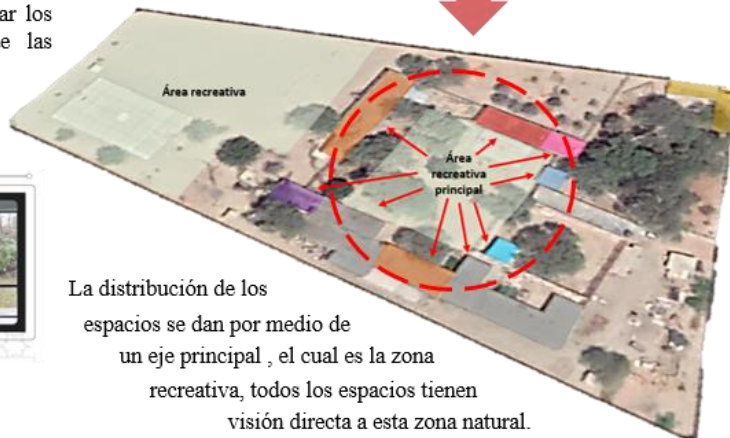 ar los
e las
Área recreativa
Área
recreativa
principal
La distribución de los
espacios se dan por medio de
un eje principal , el cual es la zona
recreativa, todos los espacios tienen
visión directa a esta zona natural.